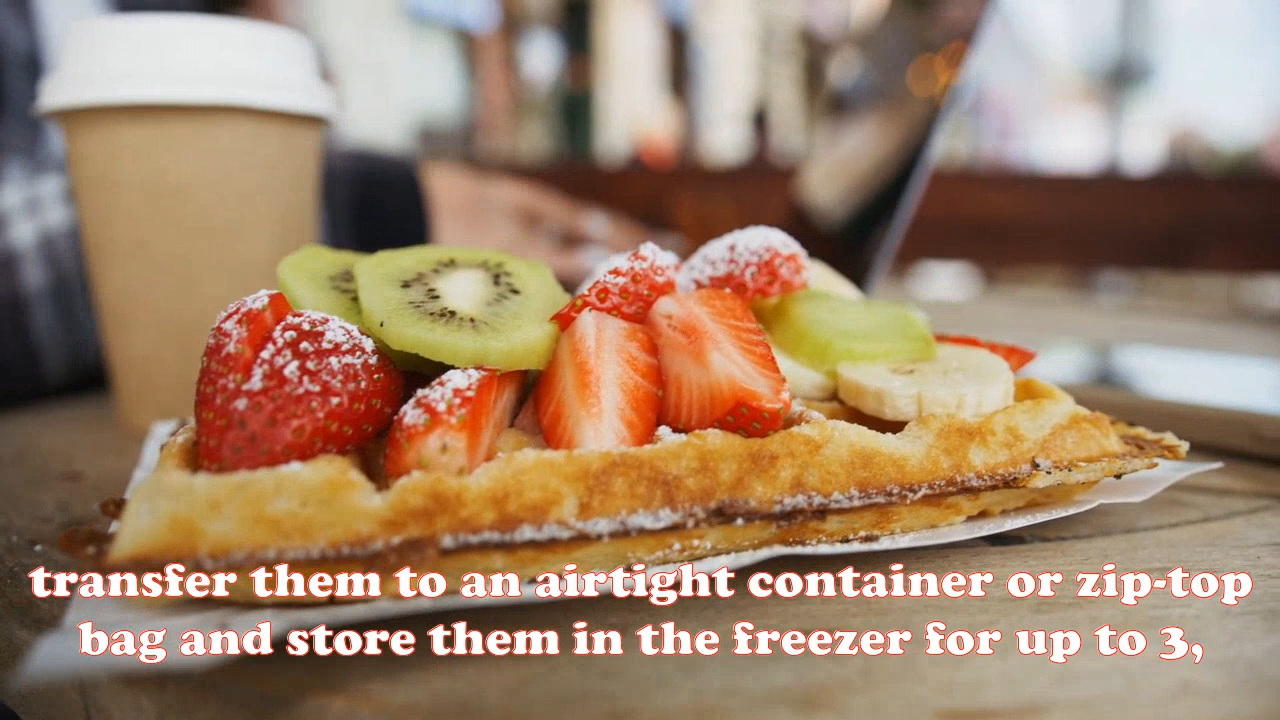 transfer them to an airtight container or zip-top
bag and store them in the freezer for up to 3,